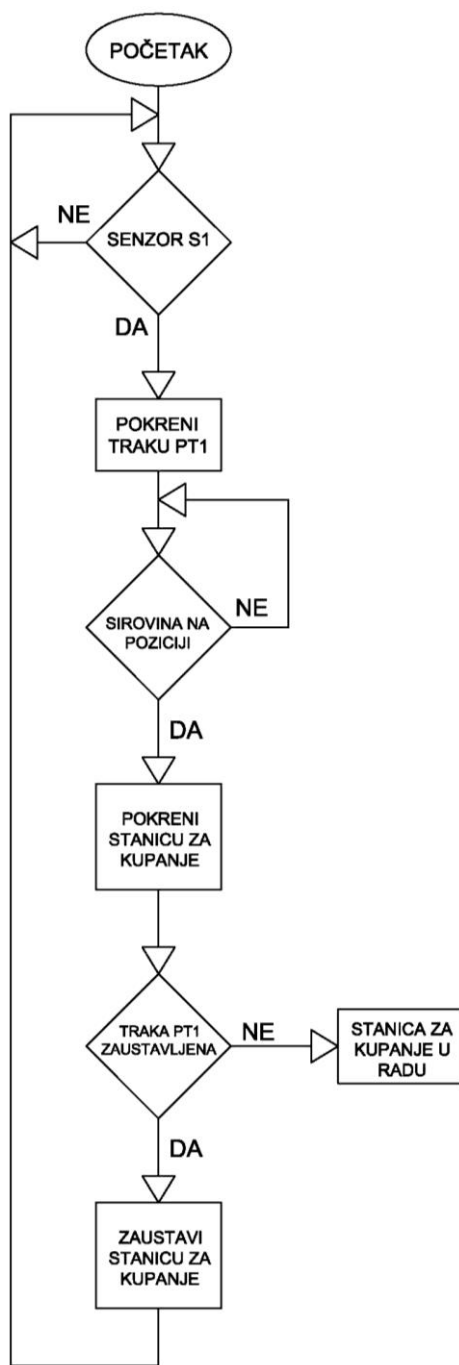 POČETAK
NE
SENZOR S1
DA
POKRENI
TRAKU PT1
SIROVINA NA
POZICIJI
NE
DA
POKRENI
STANICU ZA
KUPANJE
TRAKA PT1
ZAUSTAVLJENA
NE
STANICA ZA
KUPANJE U
RADU
DA
ZAUSTAVI
STANICU ZA
KUPANJE